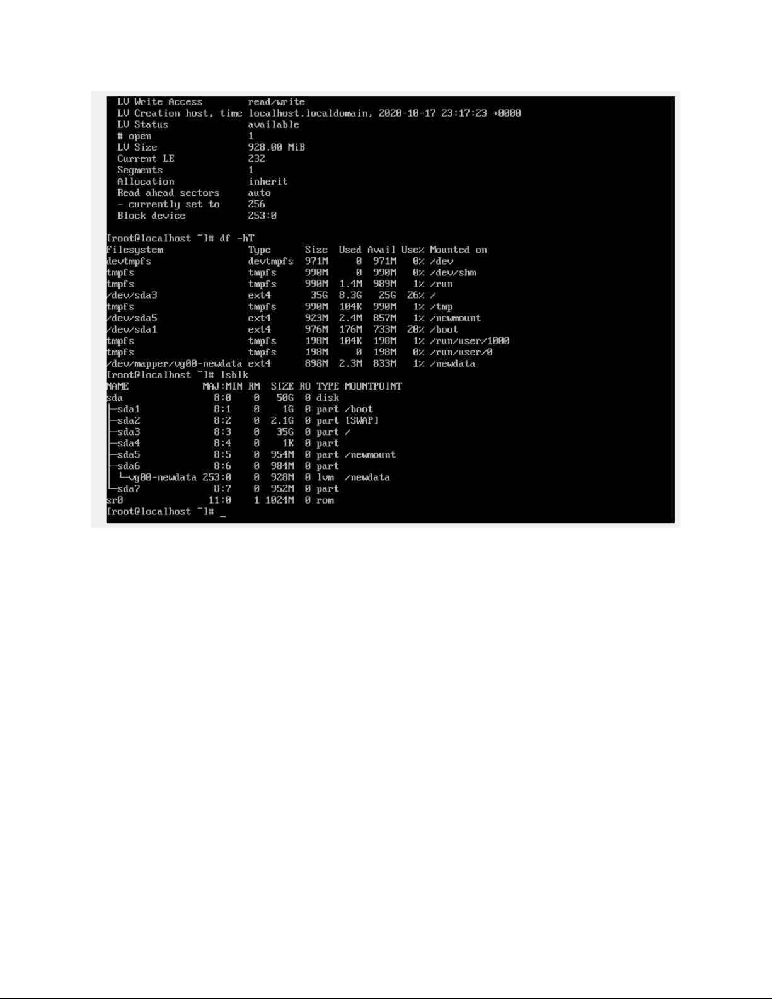 LV Write Access        read/write
LV Creation host, time localhost.localdomain, 2020-10-17 23:17:23 +0000
LV Status              available
# open                 1
LV Size                928.00 MiB
Current LE             232
Segments               1
Allocation             inherit
Read ahead sectors     auto
- currently set to     256
Block device           253:0
[root@localhost ~]# df -hT
Filesystem               Type      Size  Used Avail Use% Mounted on
devtmpfs                 devtmpfs  971M     0  971M   0% /dev
tmpfs                    tmpfs     990M     0  990M   0% /dev/shm
tmpfs                    tmpfs     990M  1.4M  989M   1% /run
/dev/sda3                ext4       35G  8.3G   25G  26% /
tmpfs                    tmpfs     990M  104K  990M   1% /tmp
/dev/sda5                ext4      923M  2.4M  857M   1% /newmount
/dev/sda1                ext4      976M  176M  733M  20% /boot
tmpfs                    tmpfs     198M  104K  198M   1% /run/user/1000
tmpfs                    tmpfs     198M     0  198M   0% /run/user/0
/dev/mapper/vg00-newdata ext4      898M  2.3M  833M   1% /newdata
[root@localhost ~]# lsblk
NAME             MAJ:MIN RM  SIZE RO TYPE MOUNTPOINT
sda                8:0    0   50G  0 disk
├─sda1             8:1    0    1G  0 part /boot
├─sda2             8:2    0  2.1G  0 part [SWAP]
├─sda3             8:3    0   35G  0 part /
├─sda4             8:4    0    1K  0 part
├─sda5             8:5    0  954M  0 part /newmount
├─sda6             8:6    0  984M  0 part
│ └─vg00-newdata 253:0    0  928M  0 lvm  /newdata
└─sda7             8:7    0  952M  0 part
sr0               11:0    1 1024M  0 rom
[root@localhost ~]# _